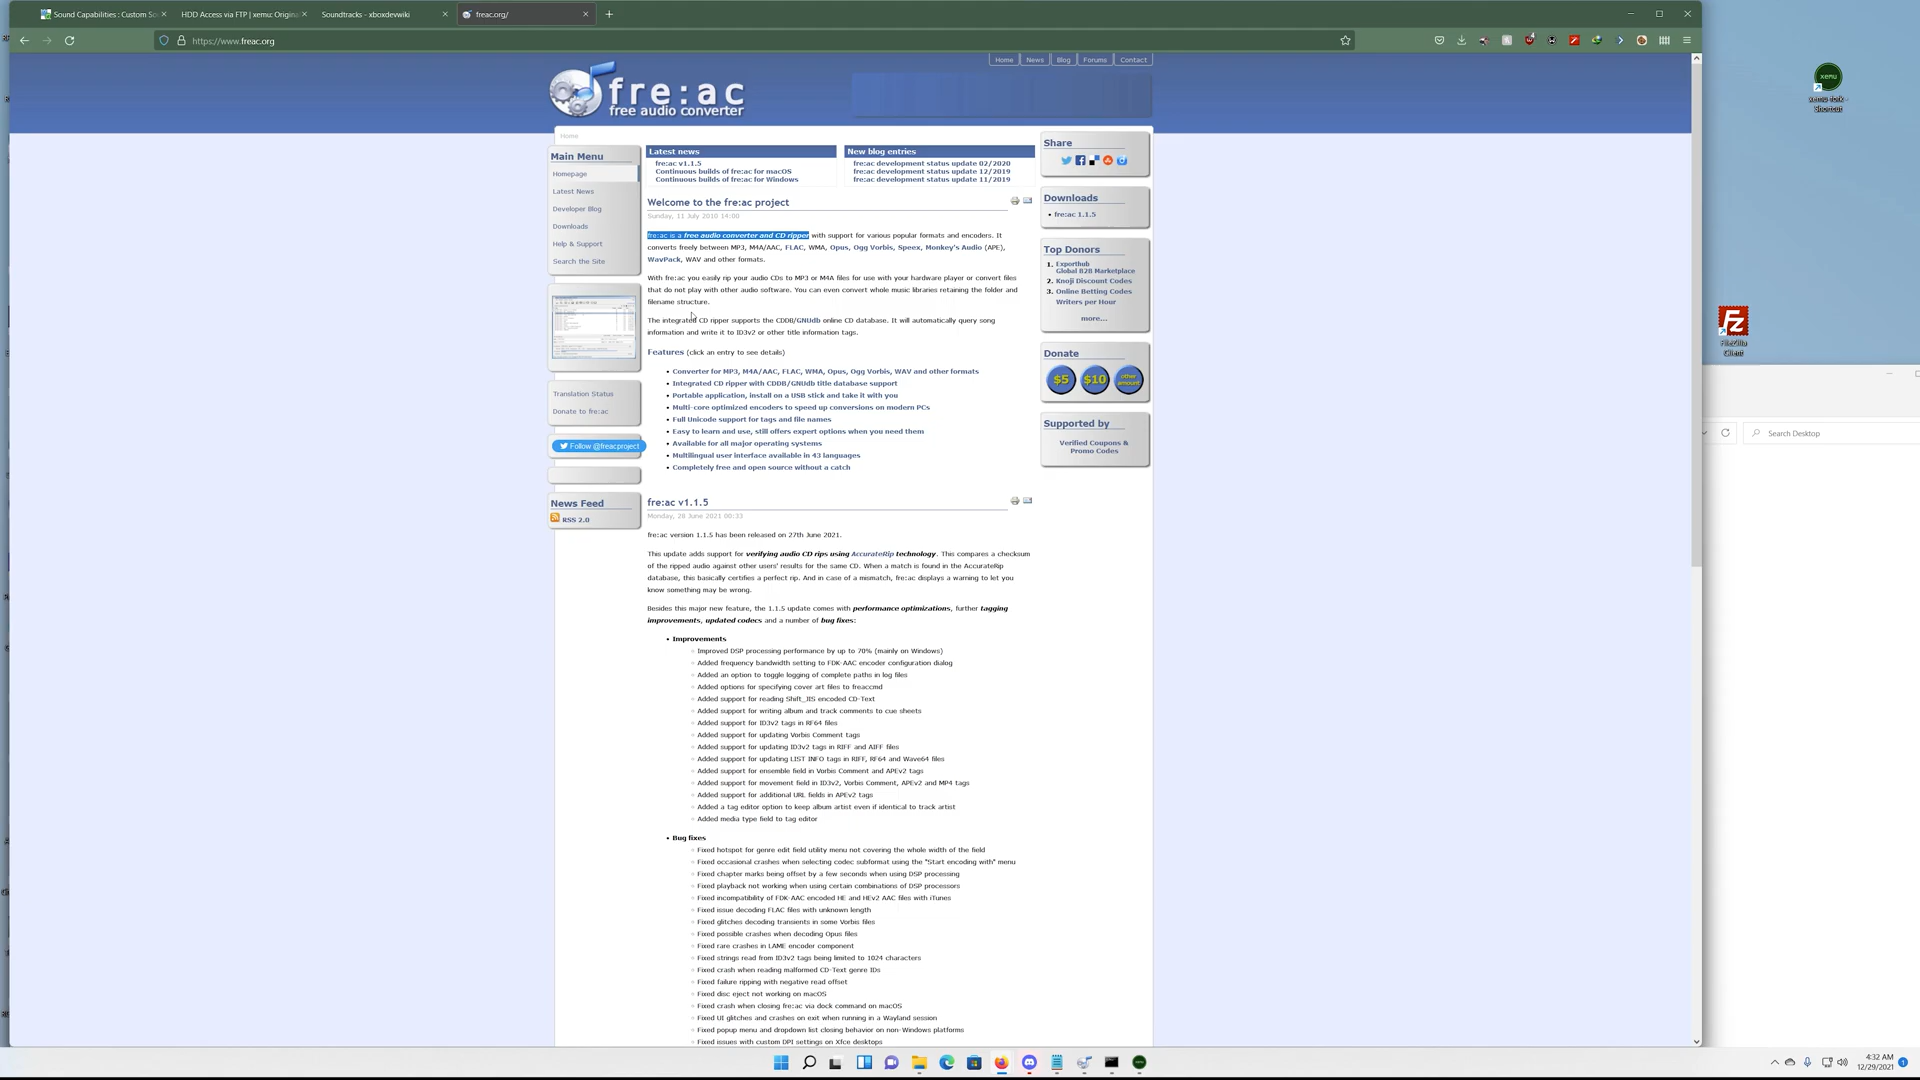 Sound Capabilities : Custom So
HDD Access via FTP | xemu: Origina
Soundtracks - xboxdevwiki
freac.org/
https://www.freac.org
Home
News
Blog
Forums
Contact
fre:ac
free audio converter
Home
Main Menu
Homepage
Latest News
Developer Blog
Downloads
Help & Support
Search the Site
Translation Status
Donate to fre:ac
Follow @freacproject
News Feed
RSS 2.0
Latest news
fre:ac v1.1.5
Continuous builds of fre:ac for macOS
Continuous builds of fre:ac for Windows
New blog entries
fre:ac development status update 02/2020
fre:ac development status update 12/2019
fre:ac development status update 11/2019
Welcome to the fre:ac project
Sunday, 11 July 2010 14:00
fre:ac is a free audio converter and CD ripper with support for various popular formats and encoders. It
converts freely between MP3, M4A/AAC, FLAC, WMA, Opus, Ogg Vorbis, Speex, Monkey's Audio (APE),
WavPack, WAV and other formats.
With fre:ac you easily rip your audio CDs to MP3 or M4A files for use with your hardware player or convert files
that do not play with other audio software. You can even convert whole music libraries retaining the folder and
filename structure.
The integrated CD ripper supports the CDDB/GNUdb online CD database. It will automatically query song
information and write it to ID3v2 or other title information tags.
Features (click an entry to see details)
• Converter for MP3, M4A/AAC, FLAC, WMA, Opus, Ogg Vorbis, WAV and other formats
• Integrated CD ripper with CDDB/GNUdb title database support
• Portable application, install on a USB stick and take it with you
• Multi-core optimized encoders to speed up conversions on modern PCs
• Full Unicode support for tags and file names
• Easy to learn and use, still offers expert options when you need them
• Available for all major operating systems
• Multilingual user interface available in 43 languages
• Completely free and open source without a catch
fre:ac v1.1.5
Monday, 28 June 2021 00:33
fre:ac version 1.1.5 has been released on 27th June 2021.
This update adds support for verifying audio CD rips using AccurateRip technology. This compares a checksum
of the ripped audio against other users' results for the same CD. When a match is found in the AccurateRip
database, this basically certifies a perfect rip. And in case of a mismatch, fre:ac displays a warning to let you
know something may be wrong.
Besides this major new feature, the 1.1.5 update comes with performance optimizations, further tagging
improvements, updated codecs and a number of bug fixes:
• Improvements
Improved DSP processing performance by up to 70% (mainly on Windows)
Added frequency bandwidth setting to FDK-AAC encoder configuration dialog
Added an option to toggle logging of complete paths in log files
Added options for specifying cover art files to freaccmd
Added support for reading Shift_JIS encoded CD-Text
Added support for writing album and track comments to cue sheets
Added support for ID3v2 tags in RF64 files
Added support for updating Vorbis Comment tags
Added support for updating ID3v2 tags in RIFF and AIFF files
Added support for updating LIST INFO tags in RIFF, RF64 and Wave64 files
Added support for ensemble field in Vorbis Comment and APEv2 tags
Added support for movement field in ID3v2, Vorbis Comment, APEv2 and MP4 tags
Added support for additional URL fields in APEv2 tags
Added a tag editor option to keep album artist even if identical to track artist
Added media type field to tag editor
• Bug fixes
Fixed hotspot for genre edit field utility menu not covering the whole width of the field
Fixed occasional crashes when selecting codec subformat using the "Start encoding with" menu
Fixed chapter marks being offset by a few seconds when using DSP processing
Fixed playback not working when using certain combinations of DSP processors
Fixed incompatibility of FDK-AAC encoded HE and HEv2 AAC files with iTunes
Fixed issue decoding FLAC files with unknown length
Fixed glitches decoding transients in some Vorbis files
Fixed possible crashes when decoding Opus files
Fixed rare crashes in LAME encoder component
Fixed strings read from ID3v2 tags being limited to 1024 characters
Fixed crash when reading malformed CD-Text genre IDs
Fixed failure ripping with negative read offset
Fixed disc eject not working on macOS
Fixed crash when closing fre:ac via dock command on macOS
Fixed UI glitches and crashes on exit when running in a Wayland session
Fixed popup menu and dropdown list closing behavior on non-Windows platforms
Fixed issues with custom DPI settings on Xfce desktops
Share
Downloads
• fre:ac 1.1.5
Top Donors
1. Exporthub
Global B2B Marketplace
2. Knoji Discount Codes
3. Online Betting Codes
Writers per Hour
more...
Donate
$5
$10
other
amount
Supported by
Verified Coupons &
Promo Codes
xemu
xemu-fork -
Shortcut
Fz
FileZilla
Client
Search Desktop
4:32 AM
12/29/2021
1